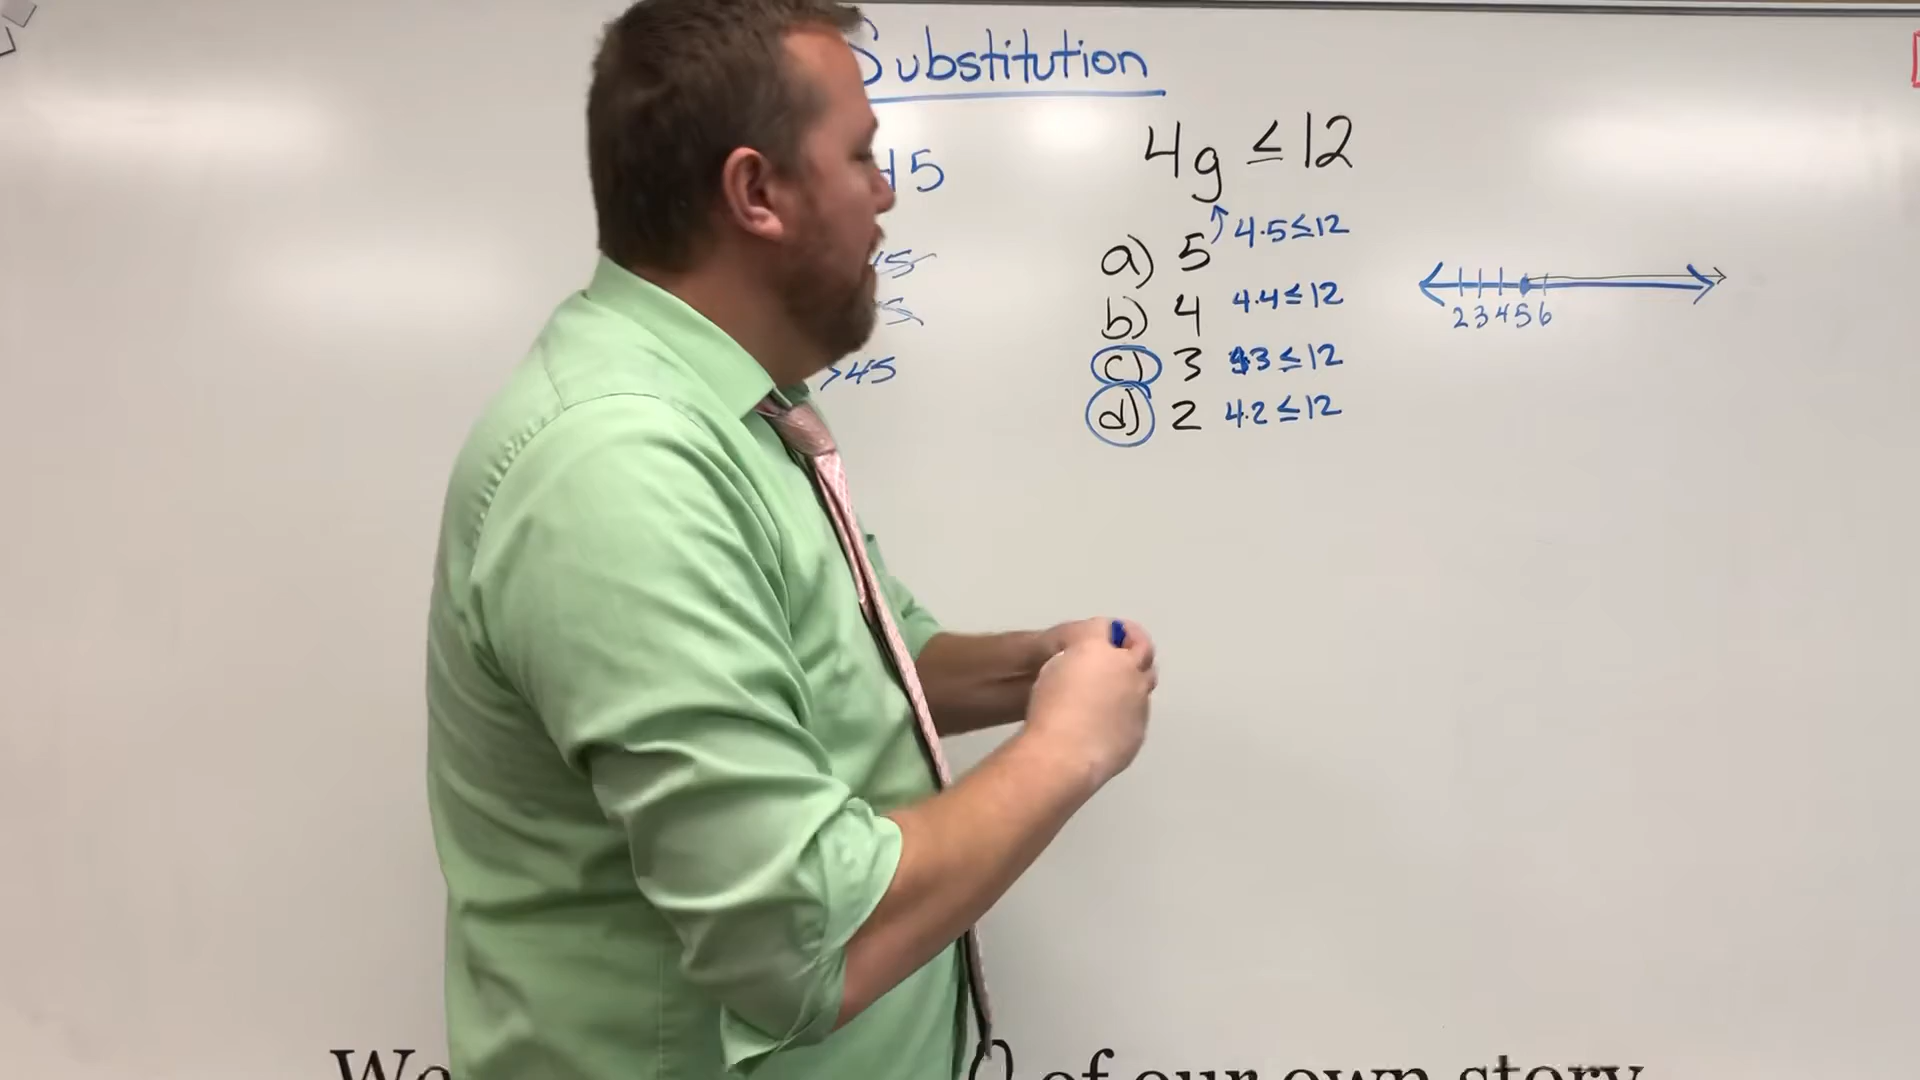 Substitution
45
>45
4g ≤ 12
a) 5 4·5≤12
b) 4 4·4≤12
c) 3 4·3≤12
d) 2 4·2≤12
2 3 4 5 6
of our own story